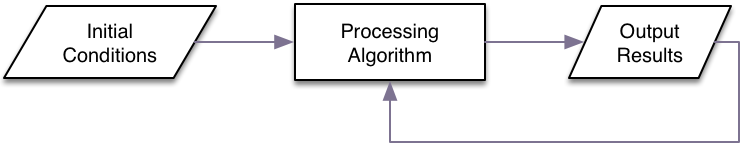 Initial
Conditions
Processing
Algorithm
Output
Results